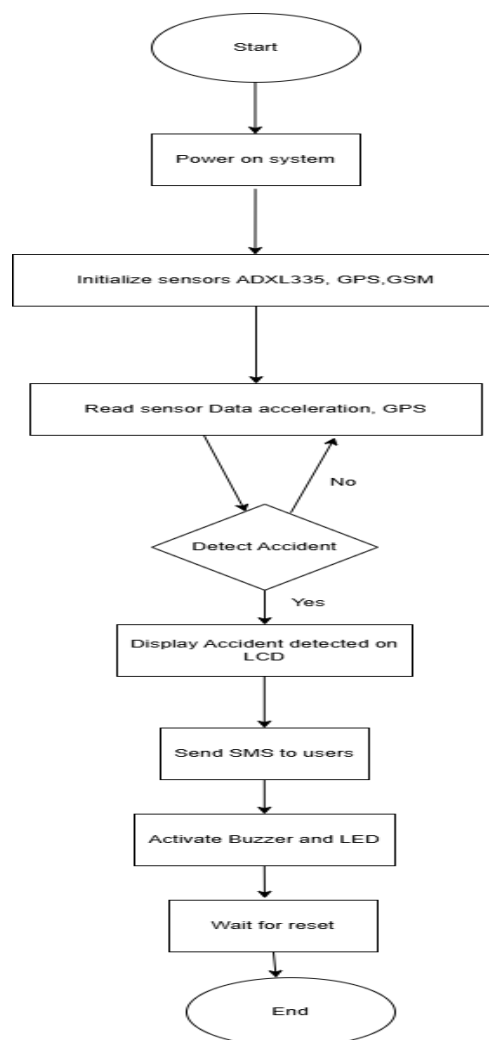 Start
Power on system
Initialize sensors ADXL335, GPS,GSM
Read sensor Data acceleration, GPS
No
Detect Accident
Yes
Display Accident detected on
LCD
Send SMS to users
Activate Buzzer and LED
Wait for reset
End